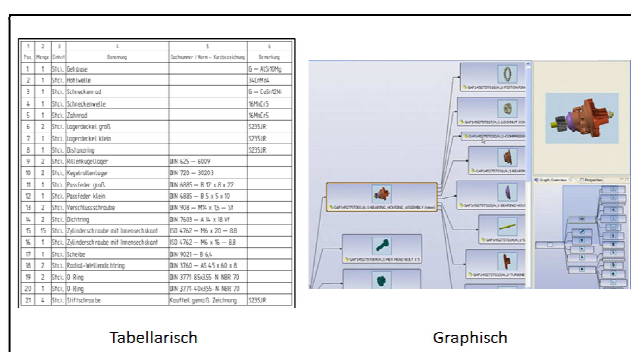 1 2 3 4 5 6
Pos. Menge Einheit Benennung Sachnummer / Norm - Kurzbezeichnung Bemerkung
1 1 Stck. Gehäuse G - AlSi10Mg
2 1 Stck. Hohlwelle 34CrMo4
3 1 Stck. Schneckenrad G - CuSn12Ni
4 1 Stck. Schneckenwelle 16MnCr5
5 1 Stck. Zahnrad 16MnCr5
6 2 Stck. Lagerdeckel groß S235JR
7 1 Stck. Lagerdeckel klein S235JR
8 1 Stck. Distanzring S235JR
9 2 Stck. Rillenkugellager DIN 625 - 6009
10 2 Stck. Kegelrollenlager DIN 720 - 30203
11 1 Stck. Passfeder groß DIN 6885 - B 12 x 8 x 22
12 1 Stck. Passfeder klein DIN 6885 - B 5 x 5 x 10
13 2 Stck. Verschlussschraube DIN 908 - M14 x 1,5 - St
14 2 Stck. Dichtring DIN 7603 - A 14 x 18 Vf
15 15 Stck. Zylinderschraube mit Innensechskant ISO 4762 - M6 x 20 - 8.8
16 1 Stck. Zylinderschraube mit Innensechskant ISO 4762 - M6 x 16 - 8.8
17 1 Stck. Scheibe DIN 9021 - B 6,4
18 2 Stck. Radial-Wellendichtring DIN 3760 - AS 45 x 60 x 8
19 2 Stck. O-Ring DIN 3771 85x3.55-N-NBR 70
20 1 Stck. O-Ring DIN 3771 40x3.55-N-NBR 70
21 4 Stck. Stiftschraube Kaufteil gemäß Zeichnung S235JR
Graph Overview Properties
Tabellarisch
Graphisch